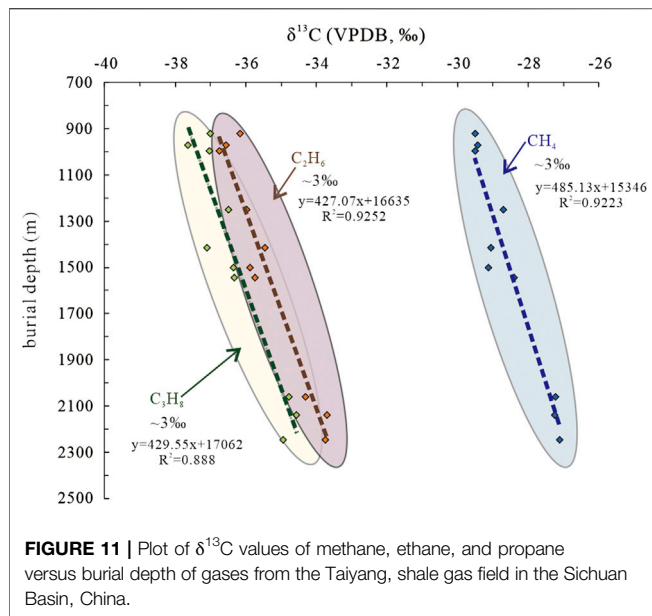 δ¹³C (VPDB, ‰)
-40 -38 -36 -34 -32 -30 -28 -26
700
900
1100
1300
1500
1700
1900
2100
2300
2500
burial depth (m)
C₂H₆
~3‰
y=427.07x+16635
R²=0.9252
CH₄
~3‰
y=485.13x+15346
R²=0.9223
C₃H₈
~3‰
y=429.55x+17062
R²=0.888
FIGURE 11 | Plot of δ¹³C values of methane, ethane, and propane
versus burial depth of gases from the Taiyang, shale gas field in the Sichuan
Basin, China.